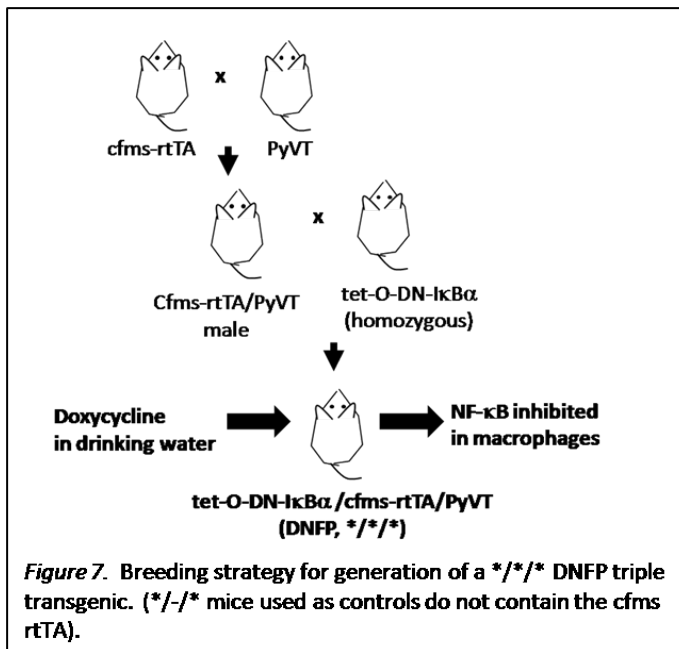 x
cfms-rtTA
PyVT
x
Cfms-rtTA/PyVT
male
tet-O-DN-IκBα
(homozygous)
Doxycycline
in drinking water
NF-κB inhibited
in macrophages
tet-O-DN-IκBα/cfms-rtTA/PyVT
(DNFP, */*/*)
Figure 7. Breeding strategy for generation of a */*/* DNFP triple
transgenic. (*/-/* mice used as controls do not contain the cfms
rtTA).